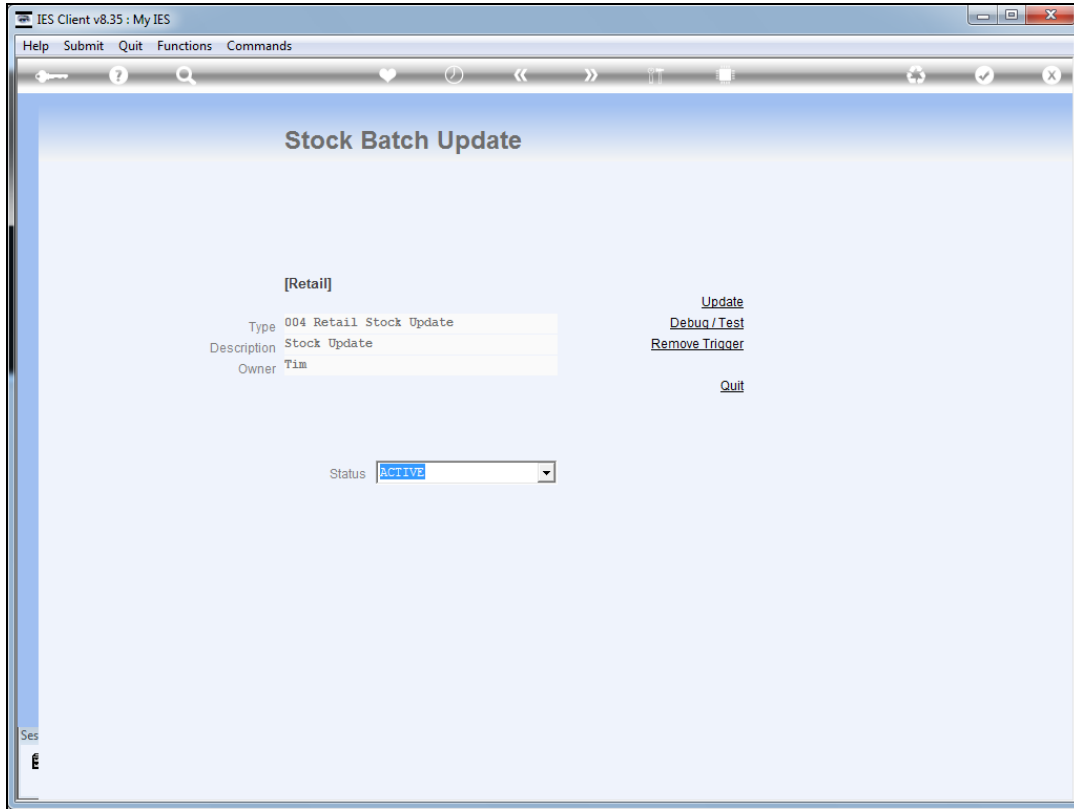 IES Client v8.35 : My IES
Help Submit Quit Functions Commands
Stock Batch Update
[Retail]
Update
Type 004 Retail Stock Update
Debug / Test
Description Stock Update
Remove Trigger
Owner Tim
Quit
Status ACTIVE
Ses